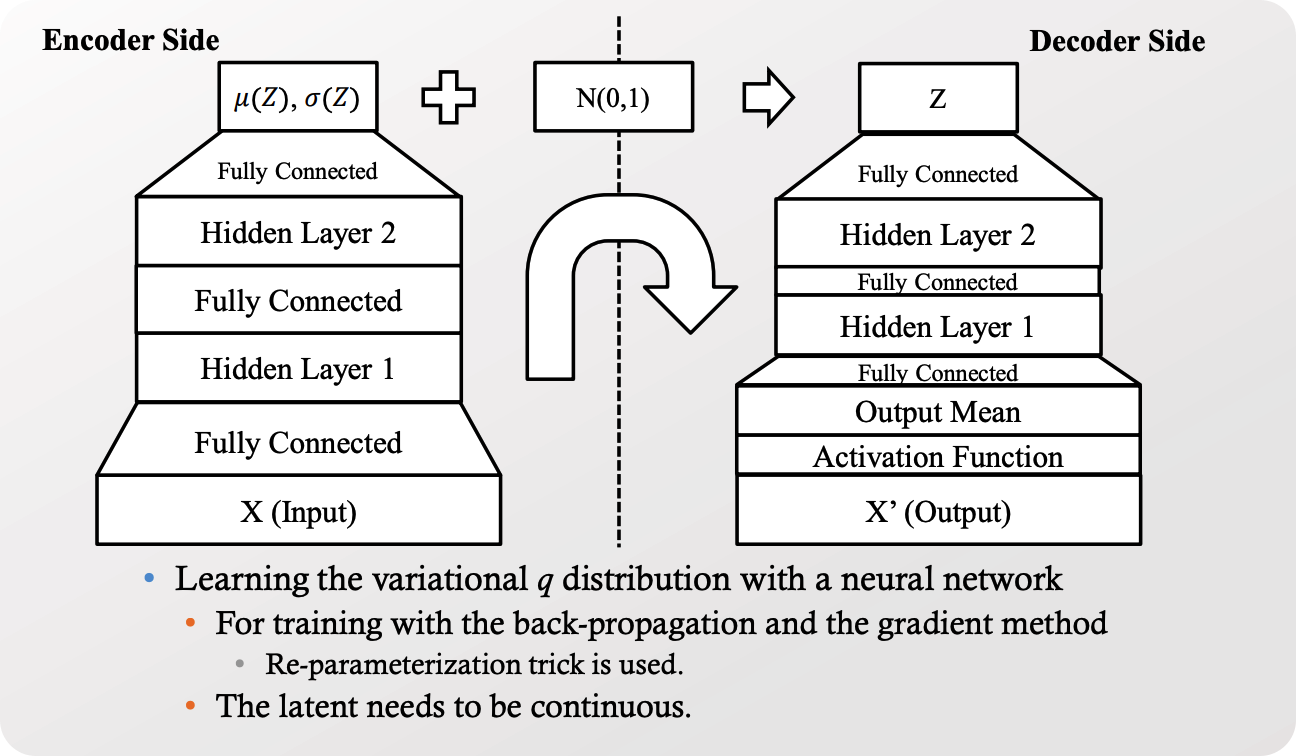 Encoder Side
Decoder Side
μ(Z), σ(Z)
N(0,1)
Z
Fully Connected
Hidden Layer 2
Fully Connected
Hidden Layer 1
Fully Connected
X (Input)
Fully Connected
Hidden Layer 2
Fully Connected
Hidden Layer 1
Fully Connected
Output Mean
Activation Function
X’ (Output)
• Learning the variational q distribution with a neural network
• For training with the back-propagation and the gradient method
• Re-parameterization trick is used.
• The latent needs to be continuous.